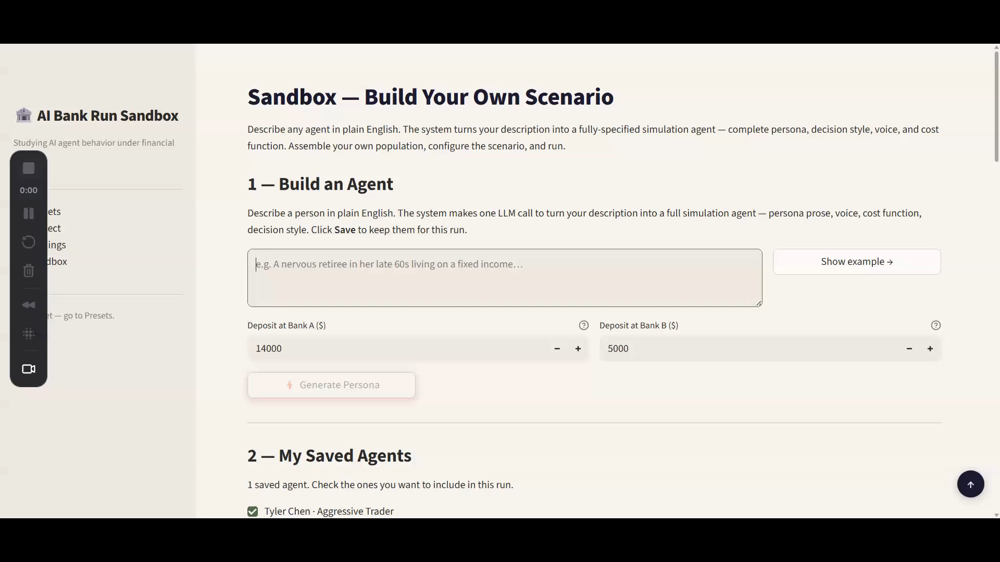 AI Bank Run Sandbox
Studying AI agent behavior under financial
0:00
ets
ect
ings
dbox
et — go to Presets.
Sandbox — Build Your Own Scenario
Describe any agent in plain English. The system turns your description into a fully-specified simulation agent — complete persona, decision style, voice, and cost
function. Assemble your own population, configure the scenario, and run.
1 — Build an Agent
Describe a person in plain English. The system makes one LLM call to turn your description into a full simulation agent — persona prose, voice, cost function,
decision style. Click Save to keep them for this run.
e.g. A nervous retiree in her late 60s living on a fixed income…
Show example →
Deposit at Bank A ($)
Deposit at Bank B ($)
14000
5000
Generate Persona
2 — My Saved Agents
1 saved agent. Check the ones you want to include in this run.
Tyler Chen · Aggressive Trader